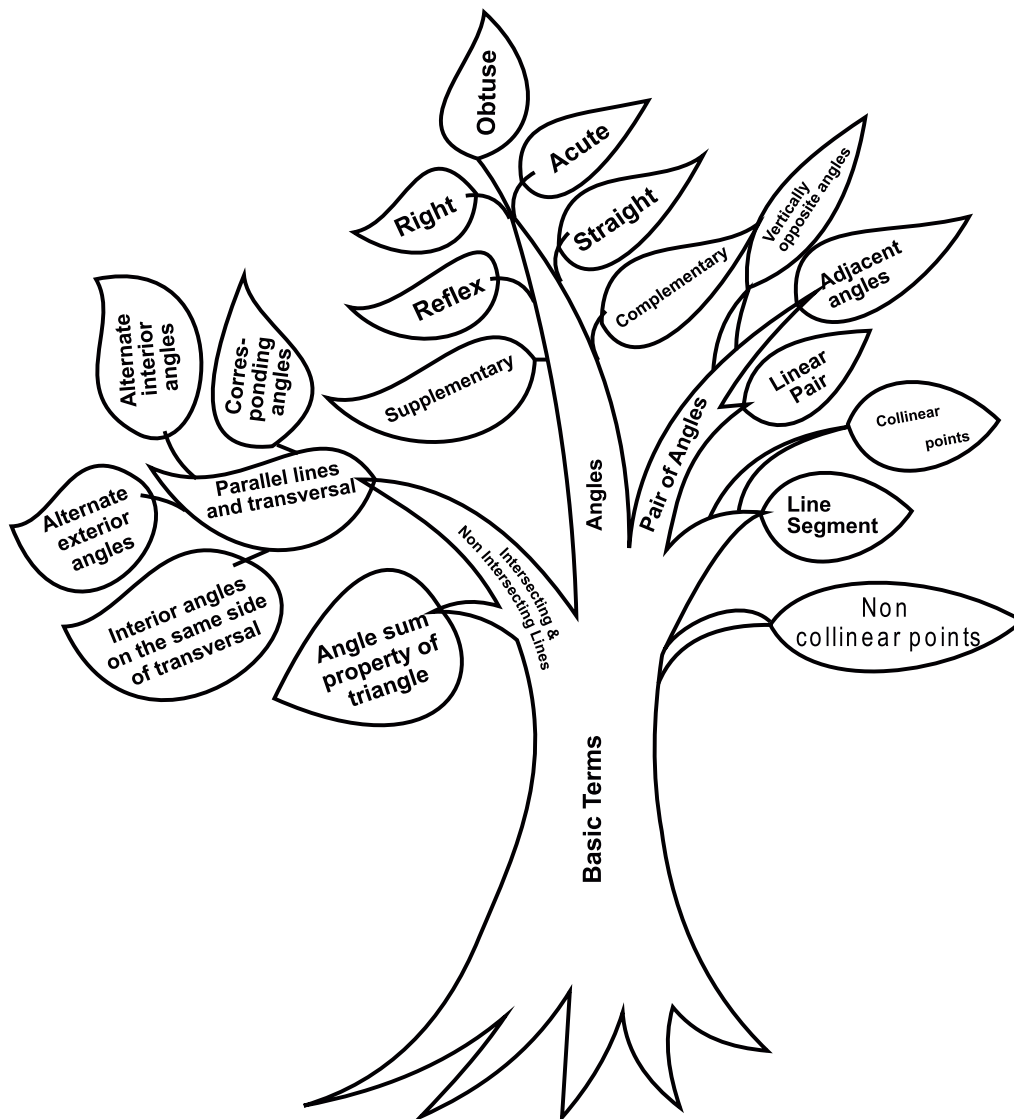 Obtuse
Acute
Right
Straight
Vertically
opposite angles
Reflex
Complementary
Adjacent
angles
Alternate
interior
angles
Corres-
ponding
angles
Supplementary
Linear
Pair
Collinear
points
Parallel lines
and transversal
Angles
Pair of Angles
Line
Segment
Alternate
exterior
angles
Intersecting &
Non Intersecting Lines
Interior angles
on the same side
of transversal
Angle sum
property of
triangle
Non
collinear points
Basic Terms